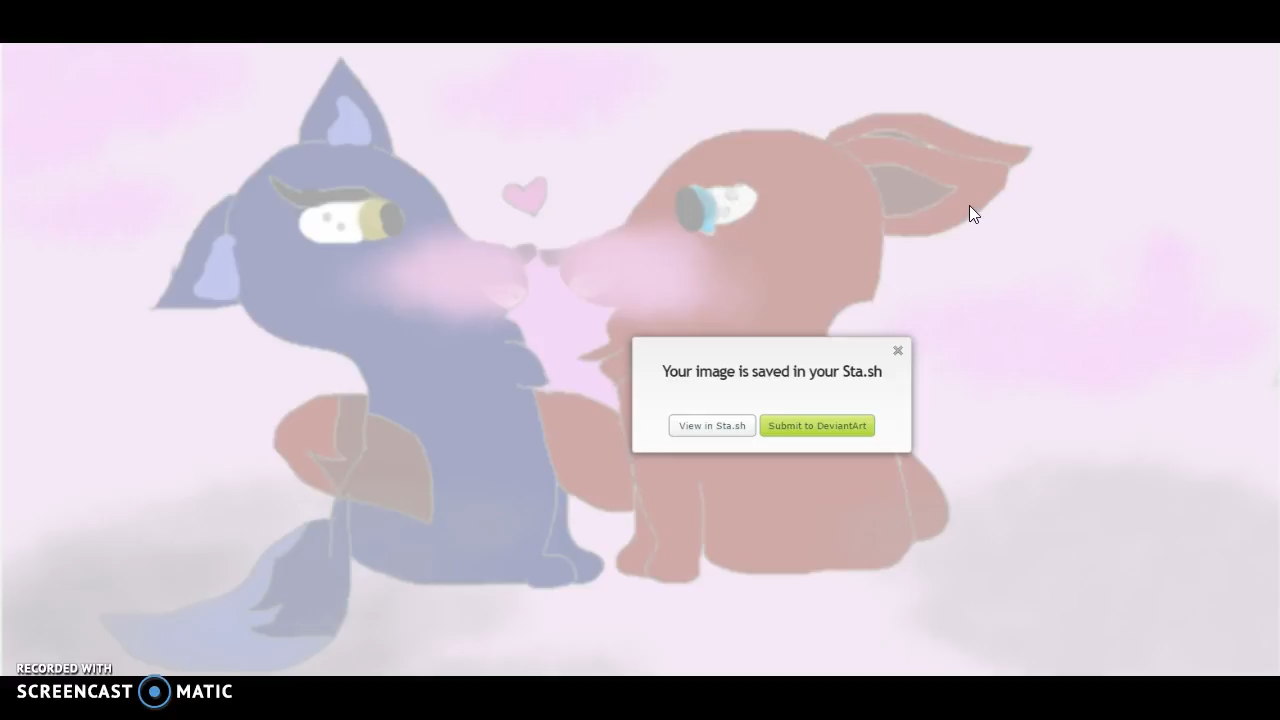 Your image is saved in your Sta.sh
View in Sta.sh Submit to DeviantArt
RECORDED WITH
SCREENCAST MATIC